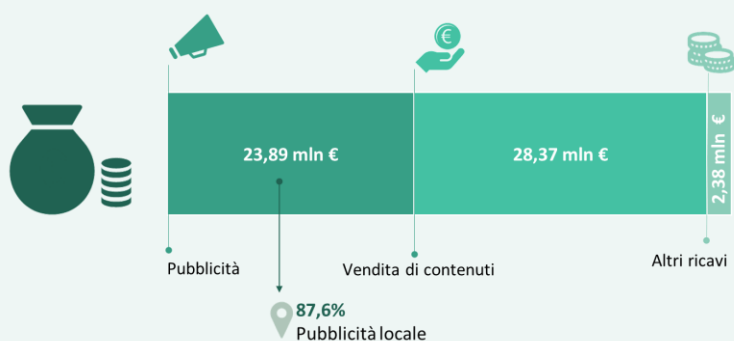 €
23,89 mln €
28,37 mln €
2,38 mln €
Pubblicità
Vendita di contenuti
Altri ricavi
87,6%
Pubblicità locale